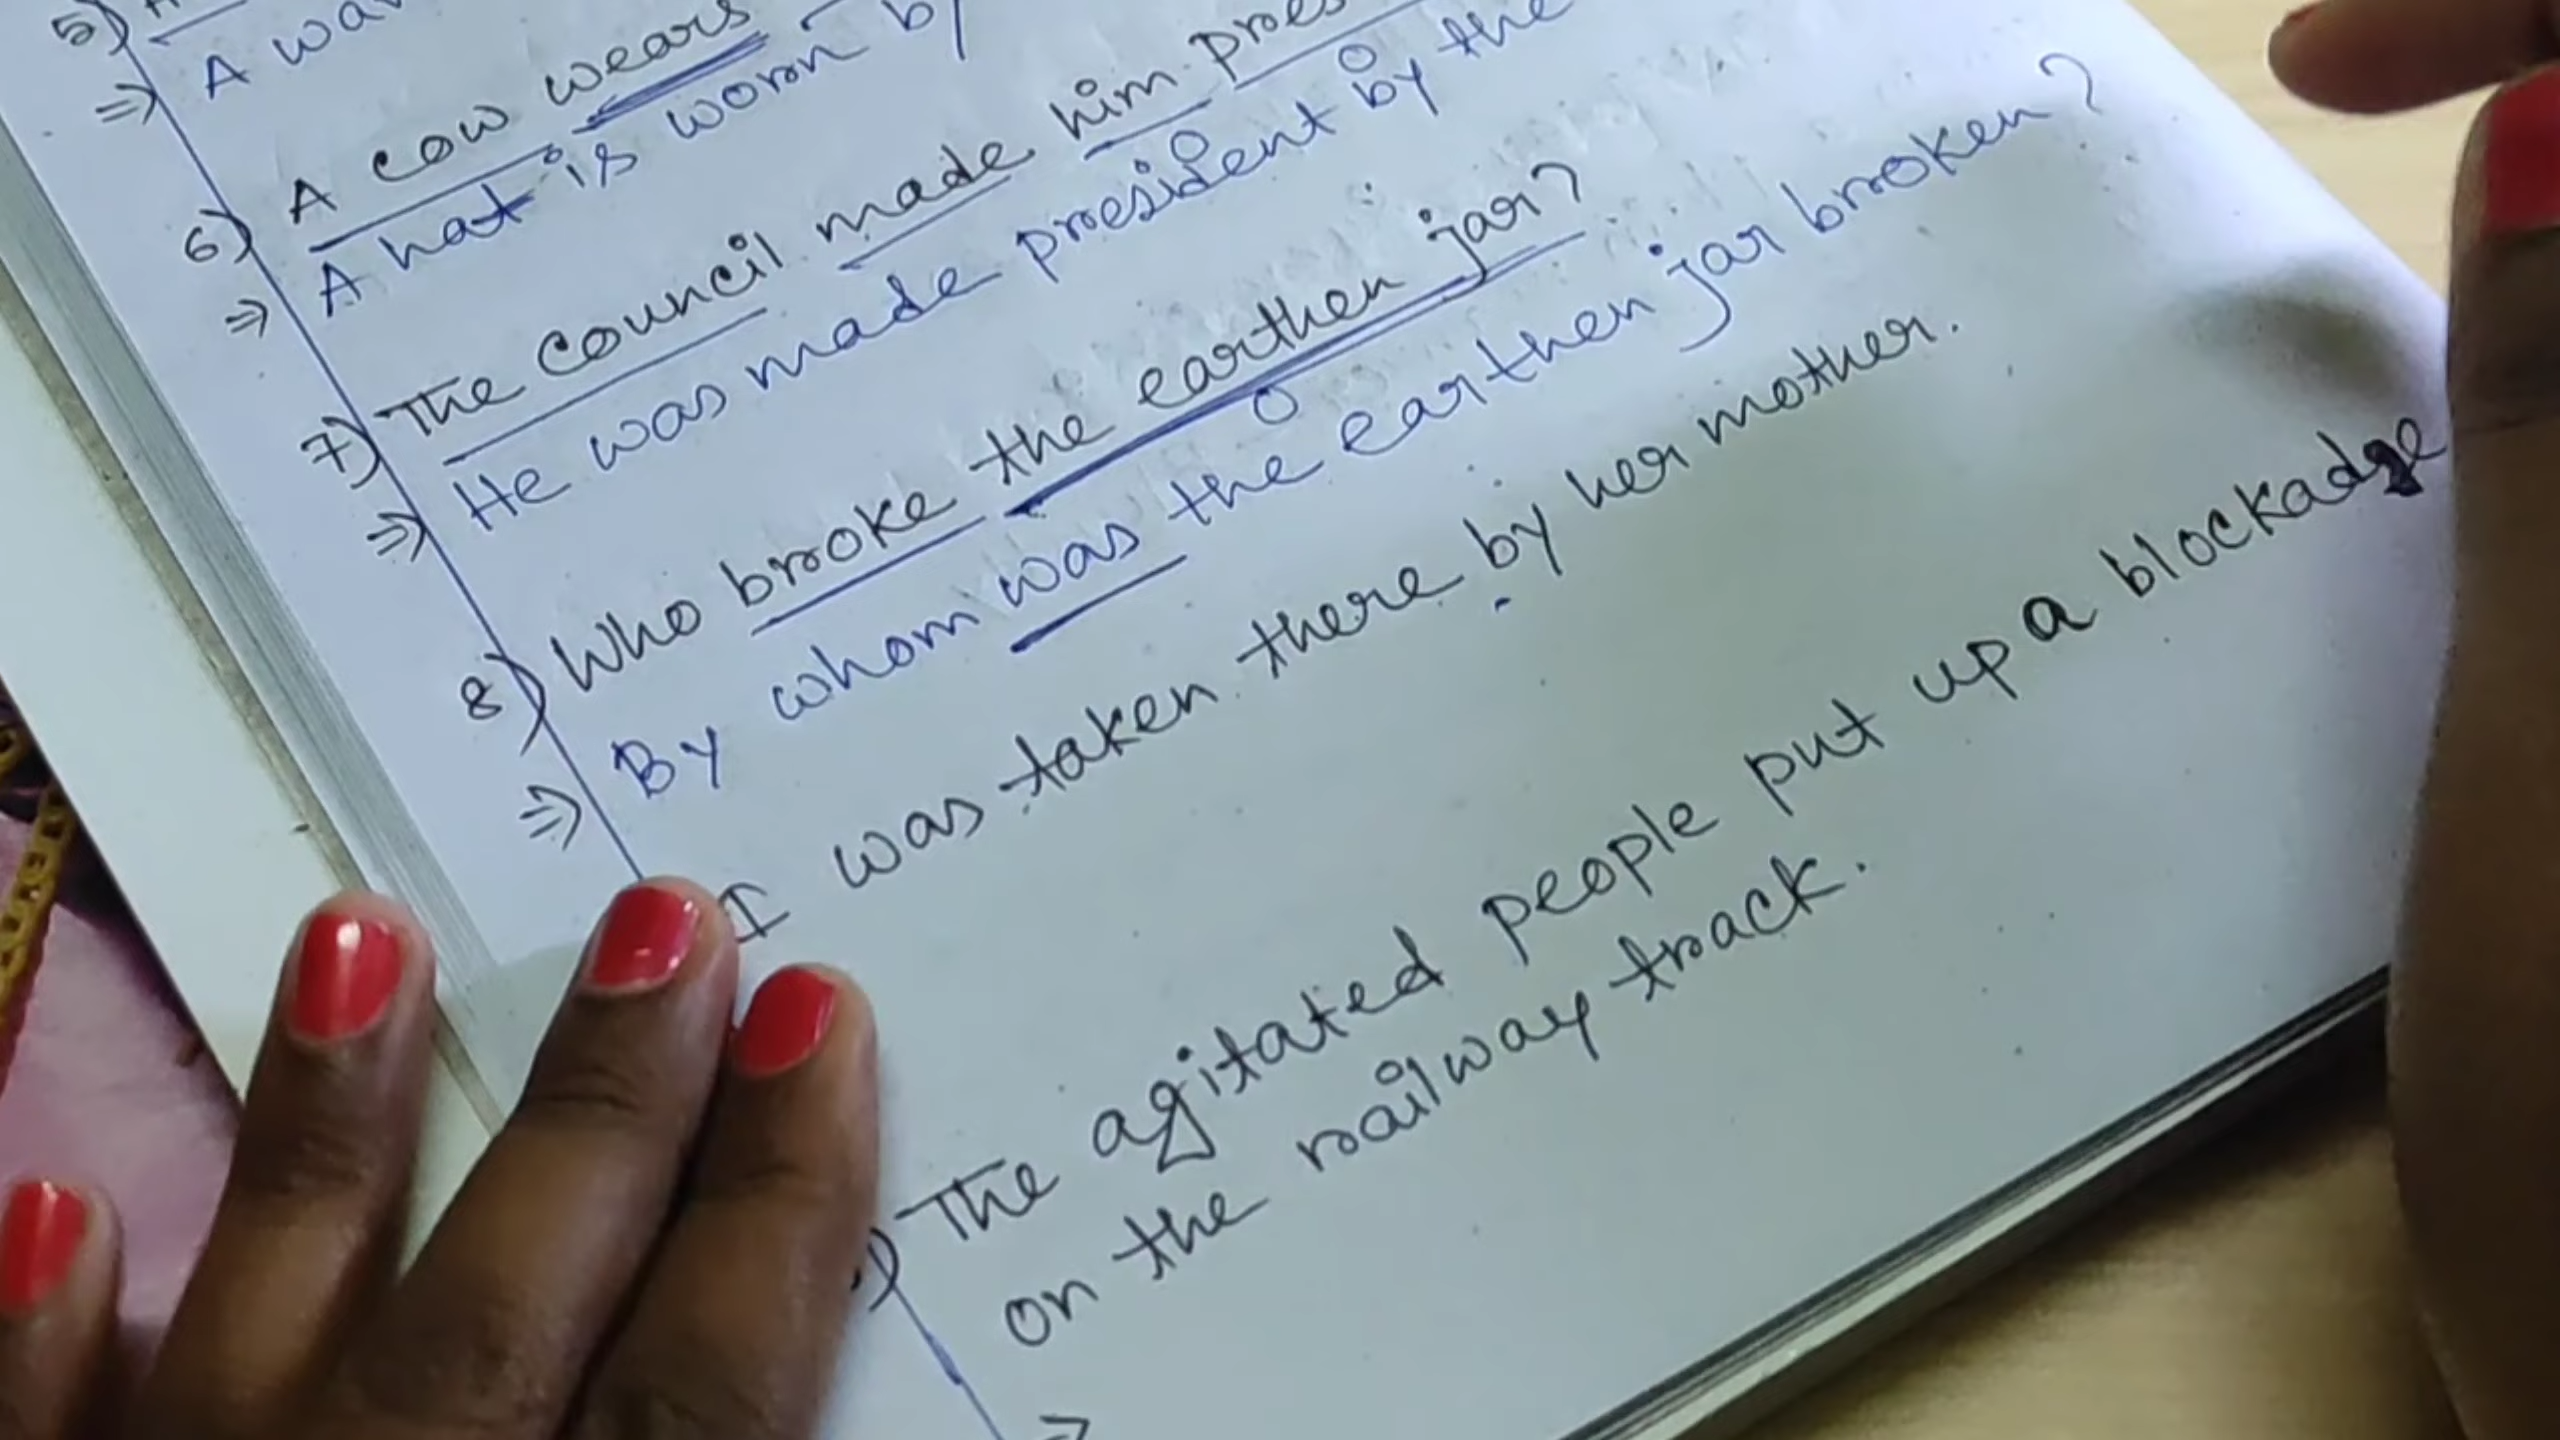 5)
=> A
6) A cow wears
=> A hat is worn by
7) The council made him
=> He was made president by the
8) Who broke the earthen jar?
=> By whom was the earthen jar broken?
I was taken there by her mother.
The agitated people put up a blockadge
on the railway track.
=>